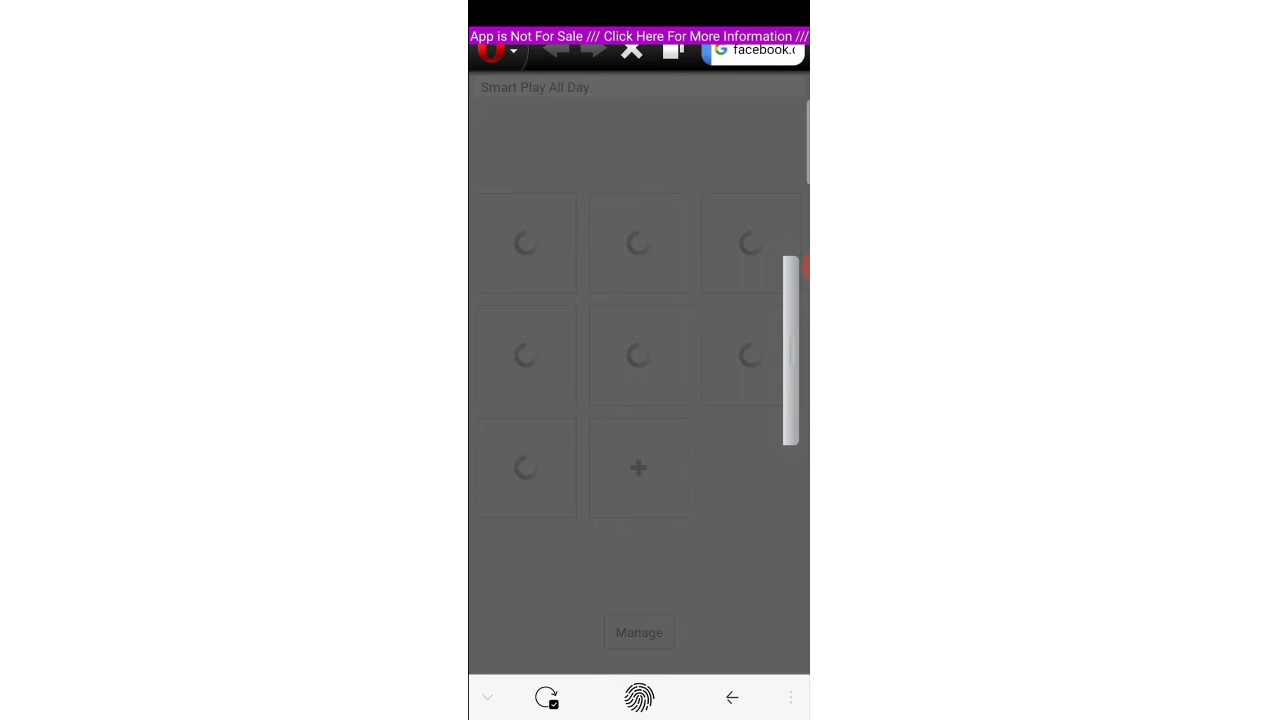 App is Not For Sale /// Click Here For More Information ///
facebook.c
Smart Play All Day
Manage